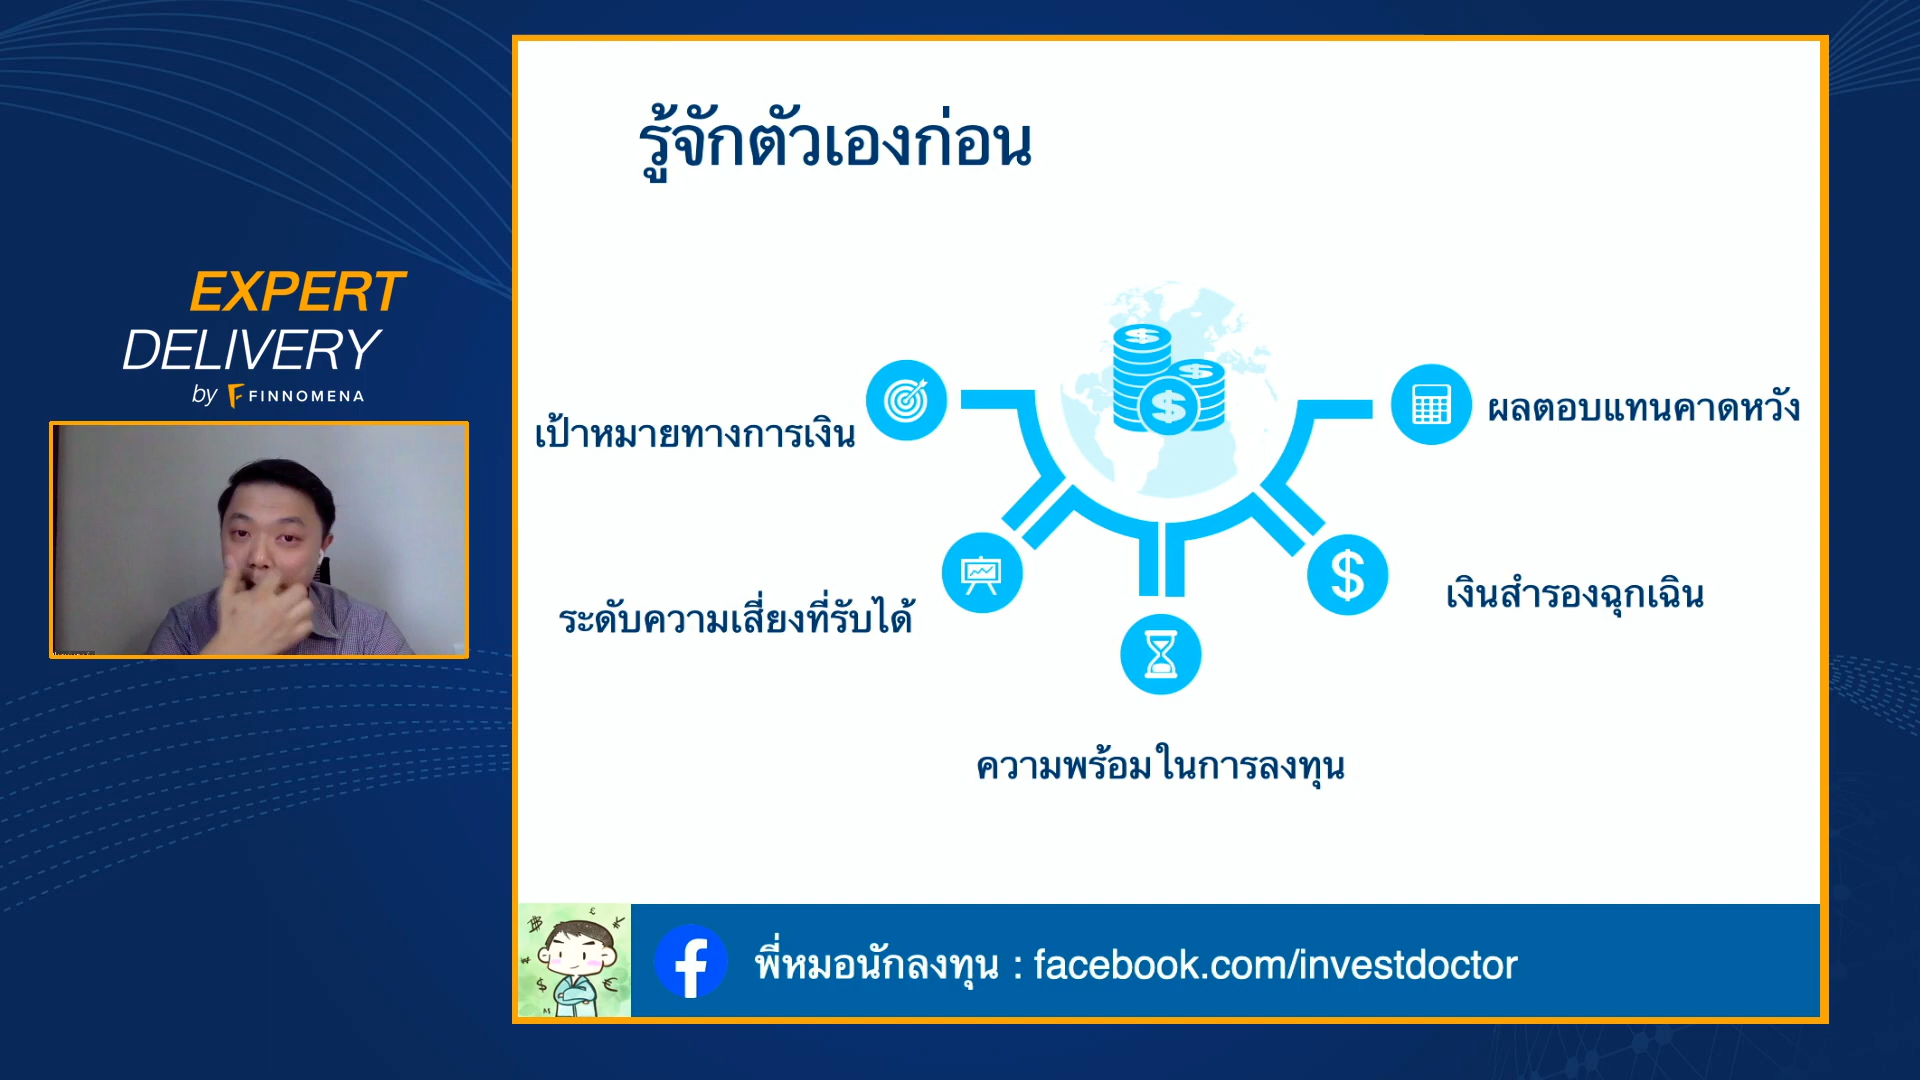 EXPERT
DELIVERY
by FINNOMENA
รู้จักตัวเองก่อน
เป้าหมายทางการเงิน
ผลตอบแทนคาดหวัง
ระดับความเสี่ยงที่รับได้
เงินสำรองฉุกเฉิน
ความพร้อมในการลงทุน
พี่หมอนักลงทุน : facebook.com/investdoctor